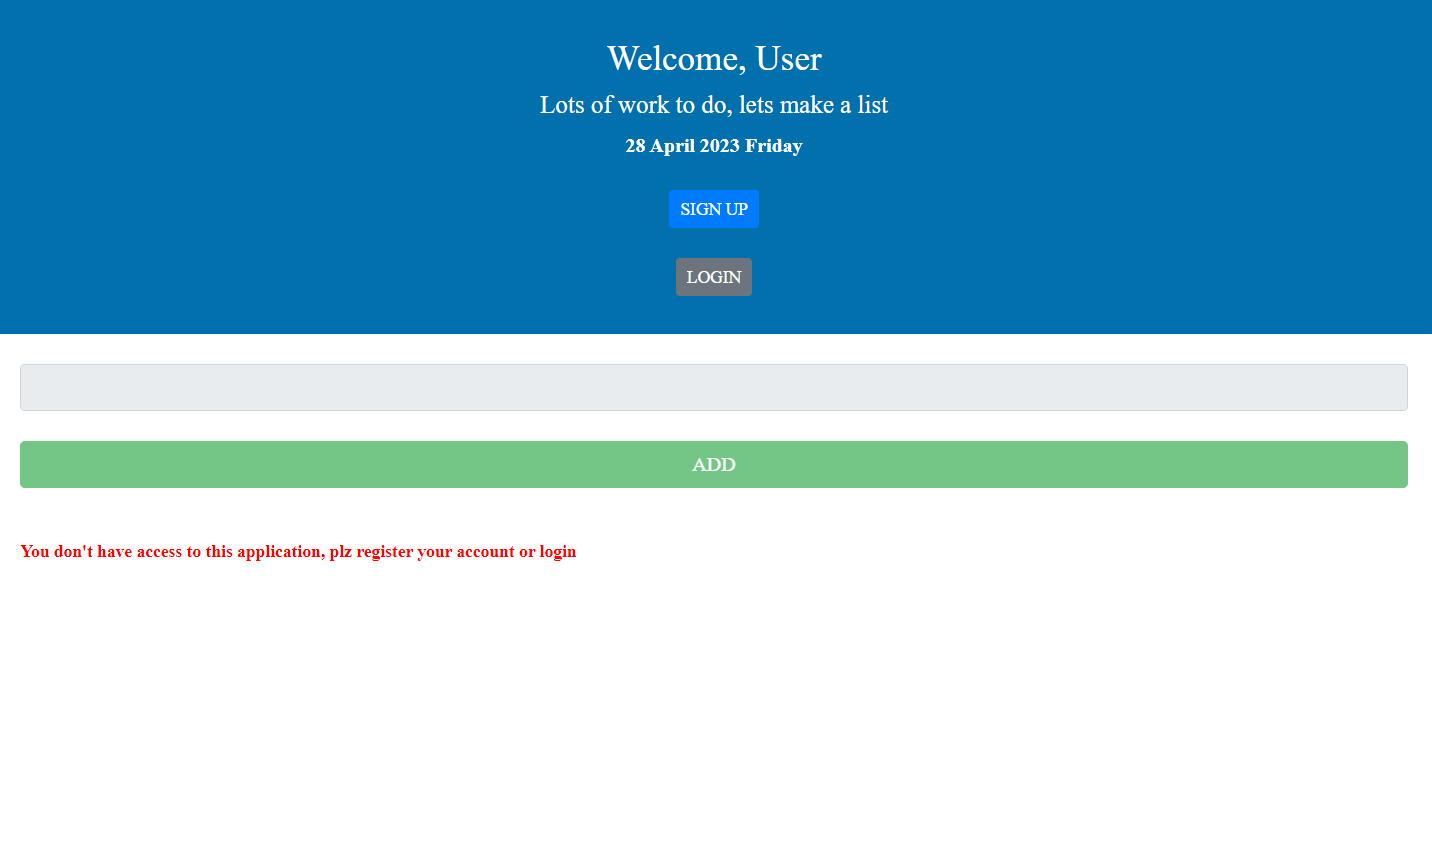 Welcome, User
Lots of work to do, lets make a list
28 April 2023 Friday
SIGN UP
LOGIN
ADD
You don't have access to this application, plz register your account or login